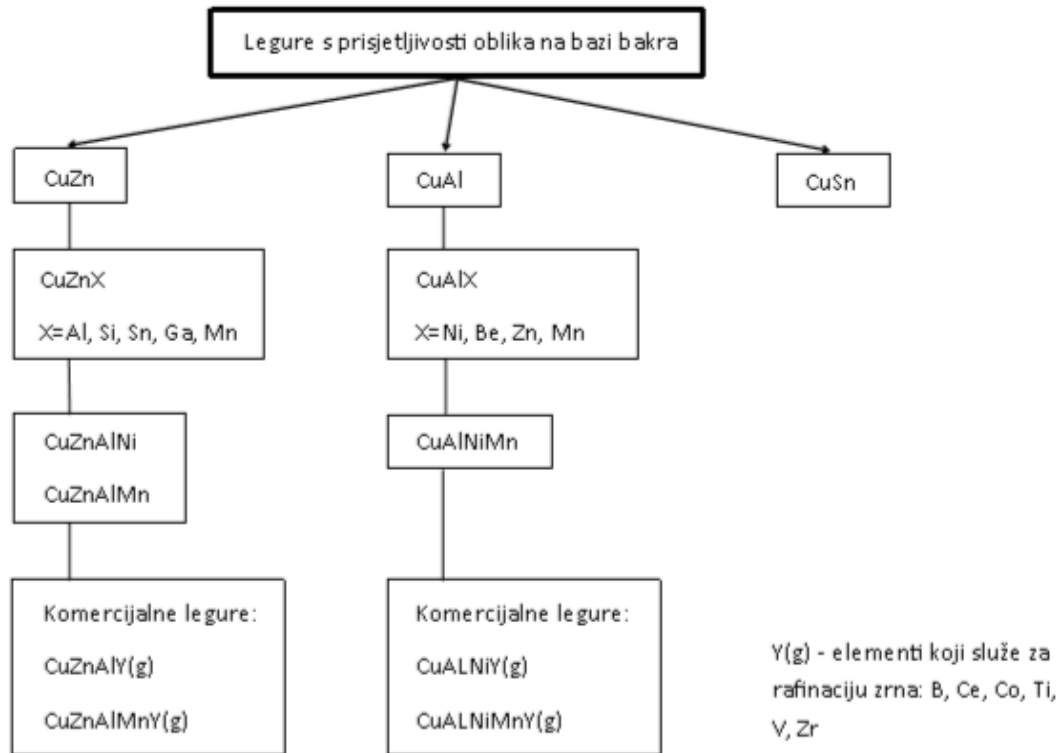 Legure s prisjetljivosti oblika na bazi bakra
CuZn
CuAl
CuSn
CuZnX
X=Al, Si, Sn, Ga, Mn
CuAlX
X=Ni, Be, Zn, Mn
CuZnAlNi
CuZnAlMn
CuAlNiMn
Komercijalne legure:
CuZnAlY(g)
CuZnAlMnY(g)
Komercijalne legure:
CuALNiY(g)
CuALNiMnY(g)
Y(g) - elementi koji služe za
rafinaciju zrna: B, Ce, Co, Ti,
V, Zr